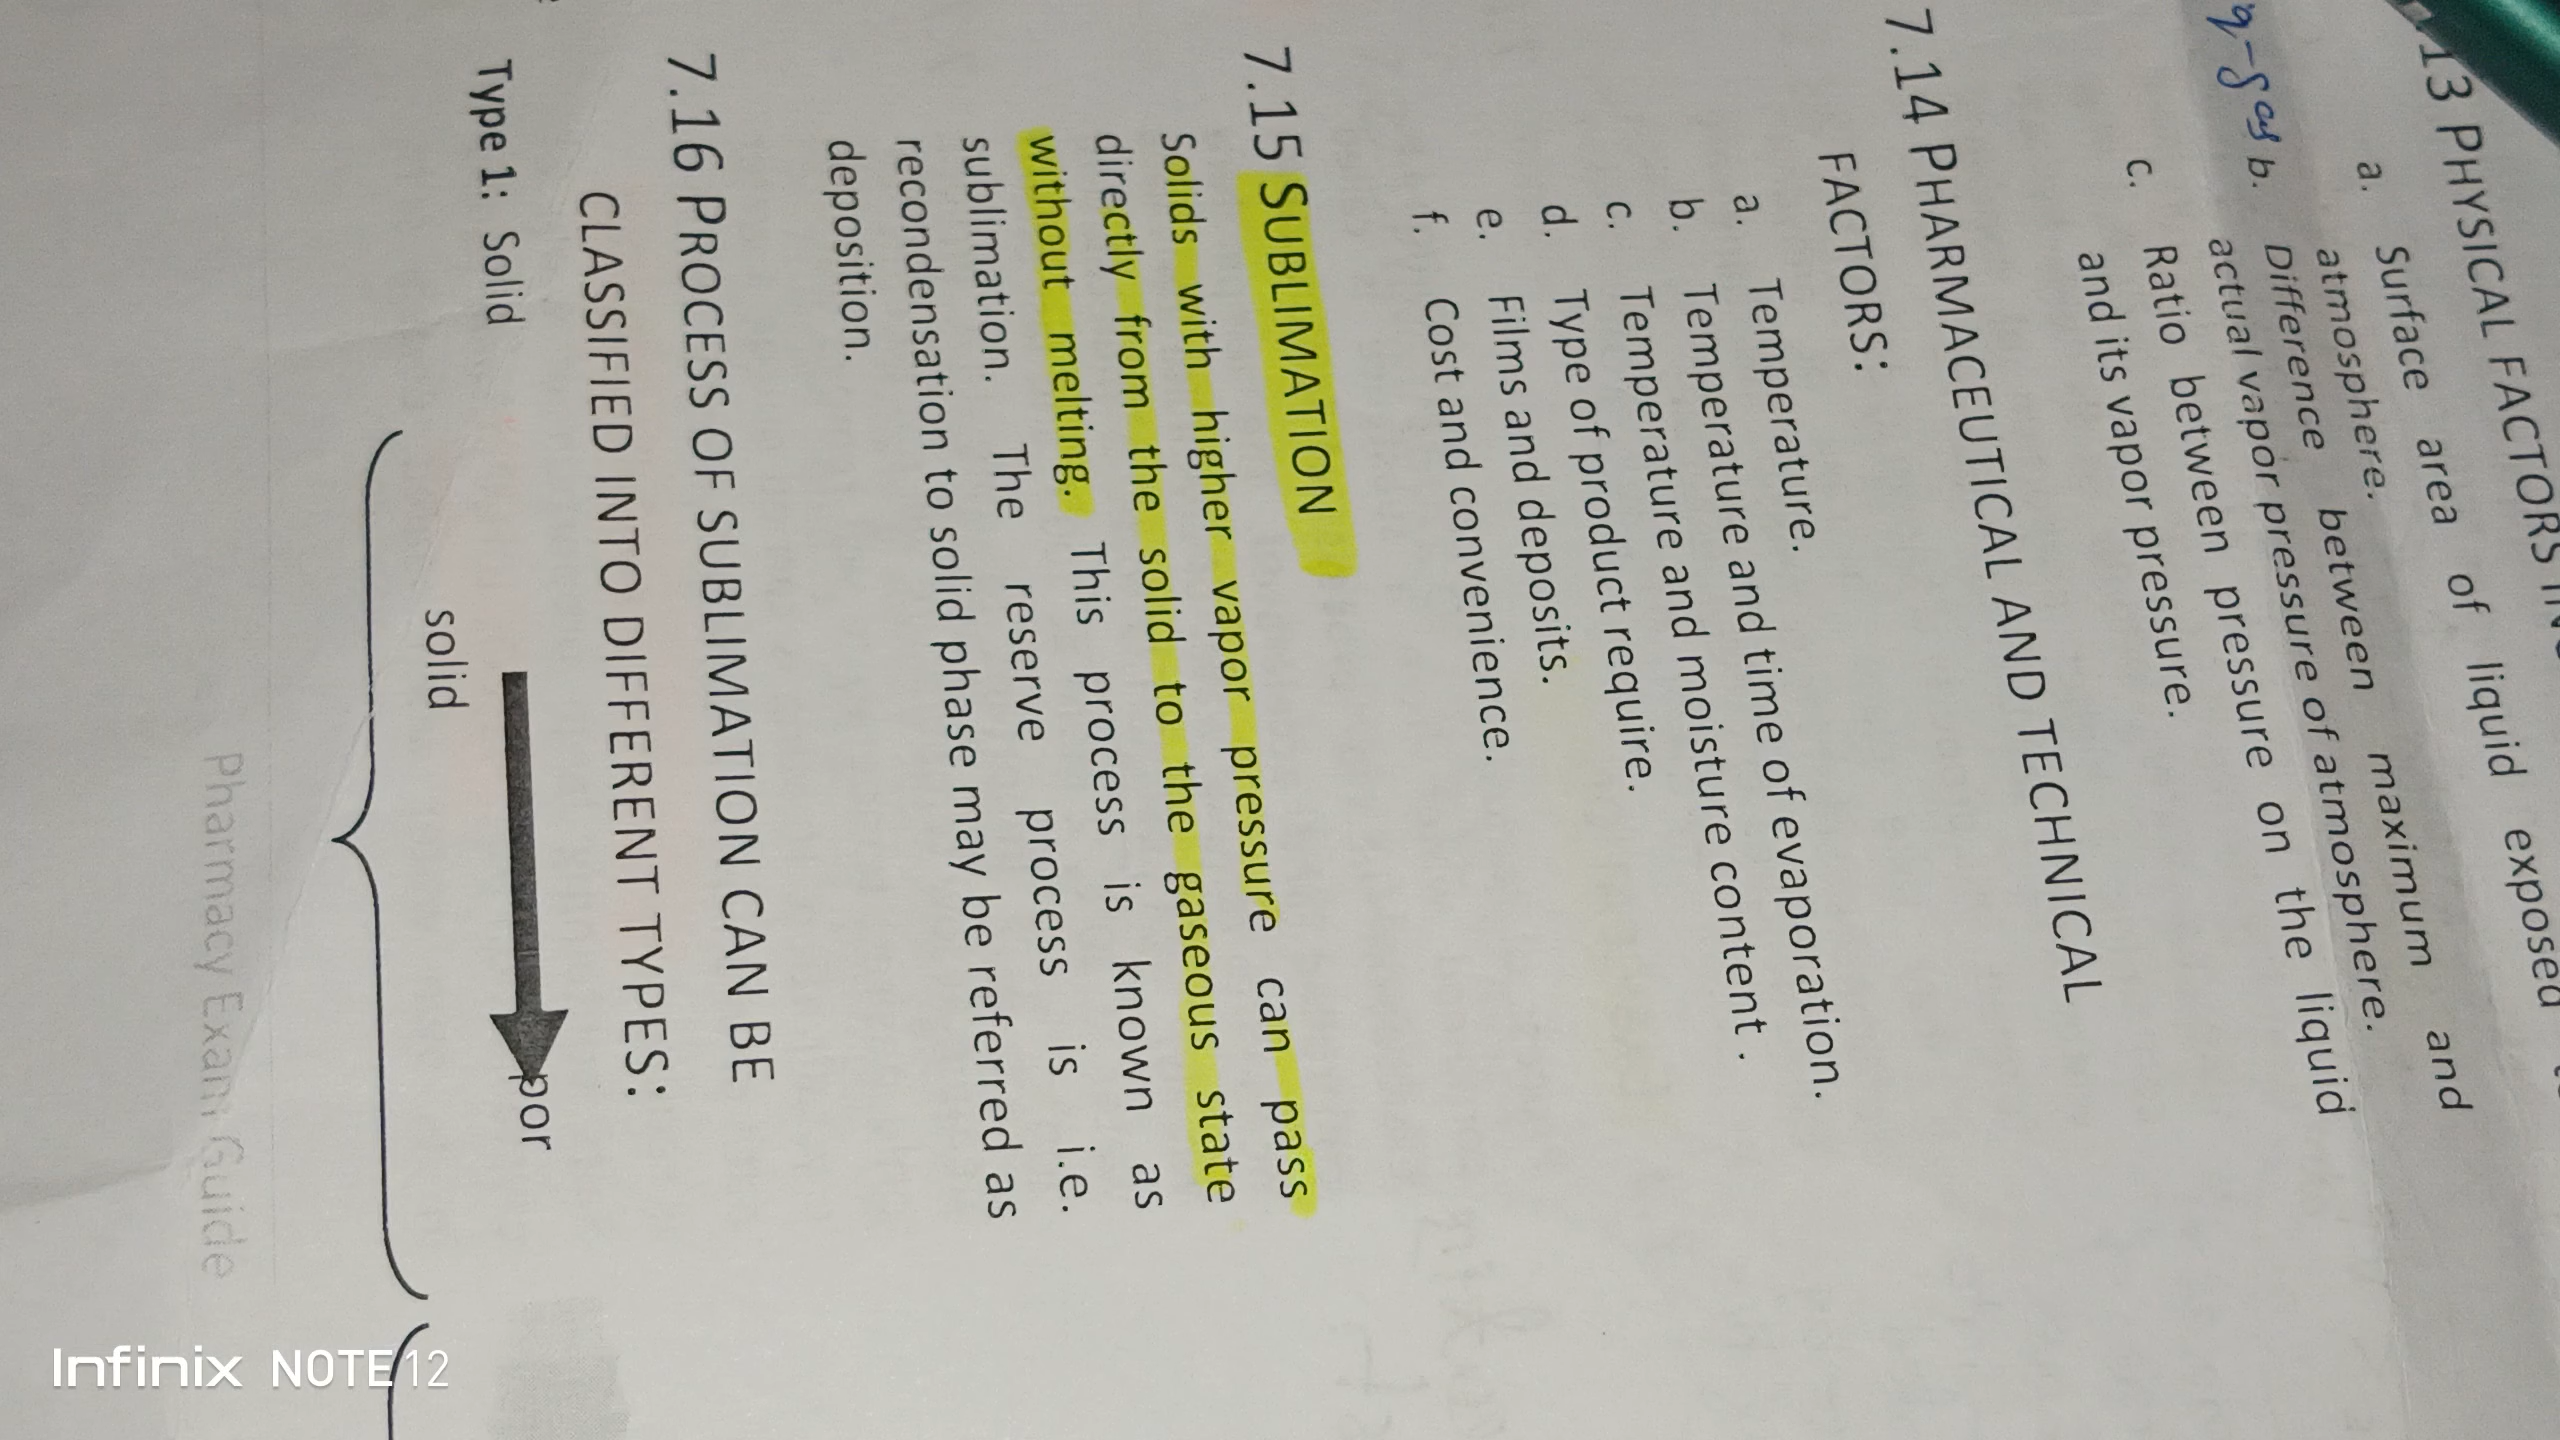 13 PHYSICAL FACTORS
a. Surface area of liquid exposed
atmosphere.
b. Difference between maximum and
actual vapor pressure of atmosphere.
c. Ratio between pressure on the liquid
and its vapor pressure.
7.14 PHARMACEUTICAL AND TECHNICAL
FACTORS:
a. Temperature.
b. Temperature and time of evaporation.
c. Temperature and moisture content .
d. Type of product require.
e. Films and deposits.
f. Cost and convenience.
7.15 SUBLIMATION
Solids with higher vapor pressure can pass
directly from the solid to the gaseous state
without melting. This process is known as
sublimation. The reserve process is i.e.
recondensation to solid phase may be referred as
deposition.
7.16 PROCESS OF SUBLIMATION CAN BE
CLASSIFIED INTO DIFFERENT TYPES:
Type 1: Solid por
solid
Pharmacy Exam Guide
Infinix NOTE 12